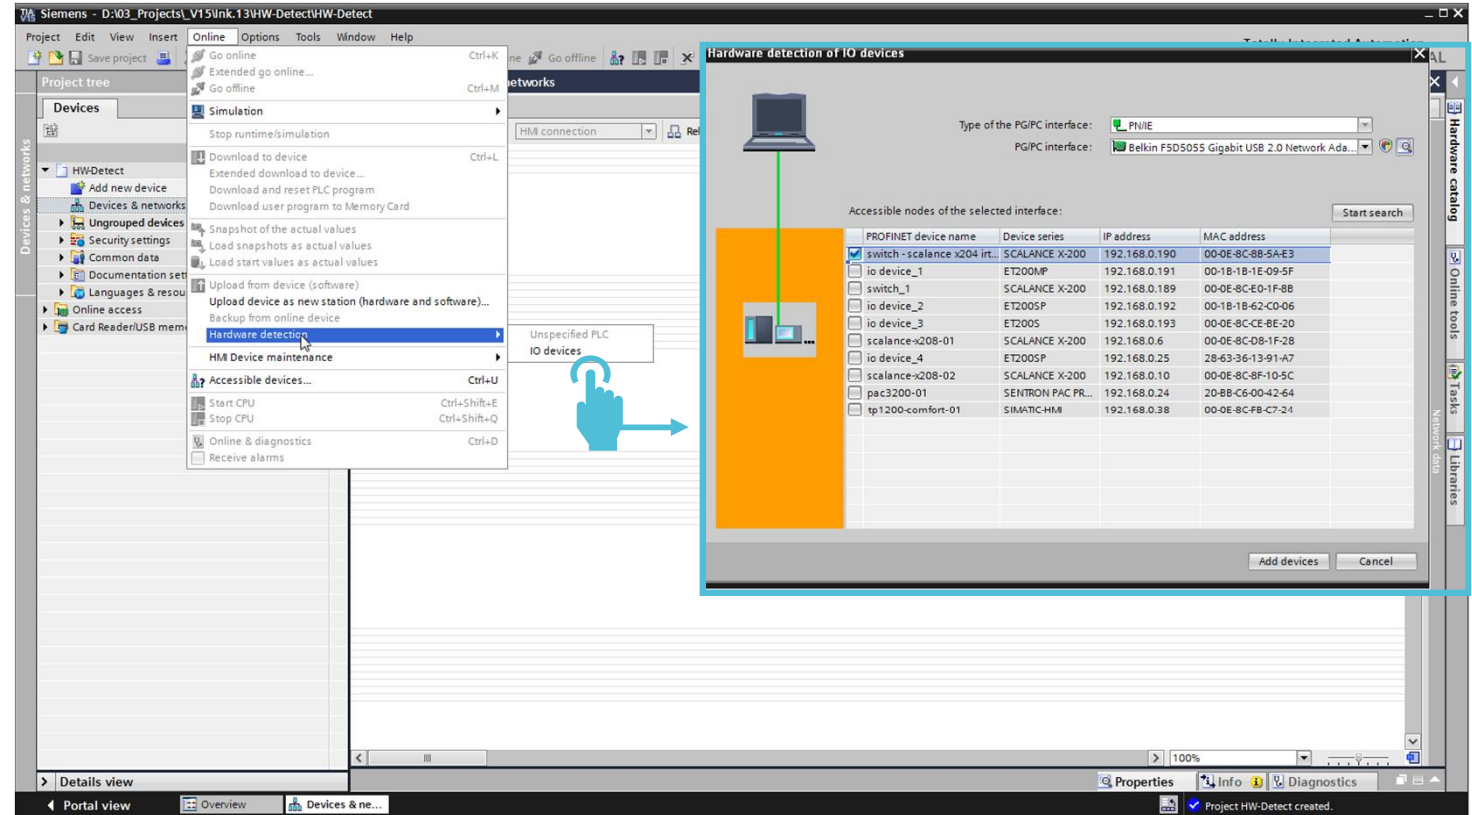 Siemens - D:\03_Projects\_V15\Ink.13\HW-Detect\HW-Detect
Project Edit View Insert Online Options Tools Window Help
Save project
Go offline
Project tree
Devices
HW-Detect
Add new device
Devices & networks
Ungrouped devices
Security settings
Common data
Documentation sett
Languages & resou
Online access
Card Reader/USB mem
Devices & networks
Go online Ctrl+K
Extended go online...
Go offline Ctrl+M
Simulation
Stop runtime/simulation
Download to device Ctrl+L
Extended download to device...
Download and reset PLC program
Download user program to Memory Card
Snapshot of the actual values
Load snapshots as actual values
Load start values as actual values
Upload from device (software)
Upload device as new station (hardware and software)...
Backup from online device
Hardware detection
HMI Device maintenance
Accessible devices... Ctrl+U
Start CPU Ctrl+Shift+E
Stop CPU Ctrl+Shift+Q
Online & diagnostics Ctrl+D
Receive alarms
Unspecified PLC
IO devices
etworks
HMI connection
Rel
Hardware detection of IO devices
Type of the PG/PC interface: PN/IE
PG/PC interface: Belkin F5D5055 Gigabit USB 2.0 Network Ada...
Accessible nodes of the selected interface:
Start search
PROFINET device name Device series IP address MAC address
switch - scalance x204 irt... SCALANCE X-200 192.168.0.190 00-0E-8C-8B-5A-E3
io device_1 ET200MP 192.168.0.191 00-1B-1B-1E-09-5F
switch_1 SCALANCE X-200 192.168.0.189 00-0E-8C-E0-1F-8B
io device_2 ET200SP 192.168.0.192 00-1B-1B-62-C0-06
io device_3 ET200S 192.168.0.193 00-0E-8C-CE-BE-20
scalance-x208-01 SCALANCE X-200 192.168.0.6 00-0E-8C-D8-1F-28
io device_4 ET200SP 192.168.0.25 28-63-36-13-91-A7
scalance-x208-02 SCALANCE X-200 192.168.0.10 00-0E-8C-8F-10-5C
pac3200-01 SENTRON PAC PR... 192.168.0.24 20-BB-C6-00-42-64
tp1200-comfort-01 SIMATIC-HMI 192.168.0.38 00-0E-8C-FB-C7-24
Add devices Cancel
AL
Hardware catalog
Online tools
Tasks
Libraries
Network data
100%
Details view
Properties Info Diagnostics
Portal view Overview Devices & ne...
Project HW-Detect created.